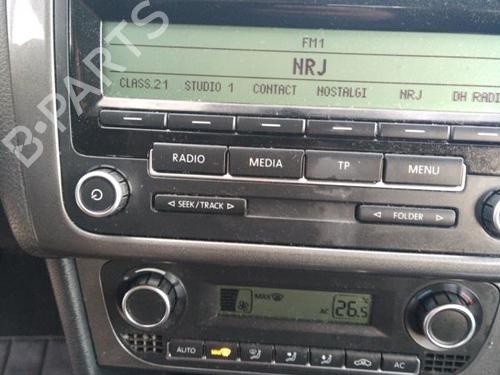 FM1
NRJ
CLASS.21 STUDIO 1 CONTACT NOSTALGI NRJ DH RADI
RADIO MEDIA TP MENU
◁ SEEK/TRACK ▷ ◁ FOLDER ▷
MAX °C
AC 26.5
AUTO MAX AC
B-PARTS